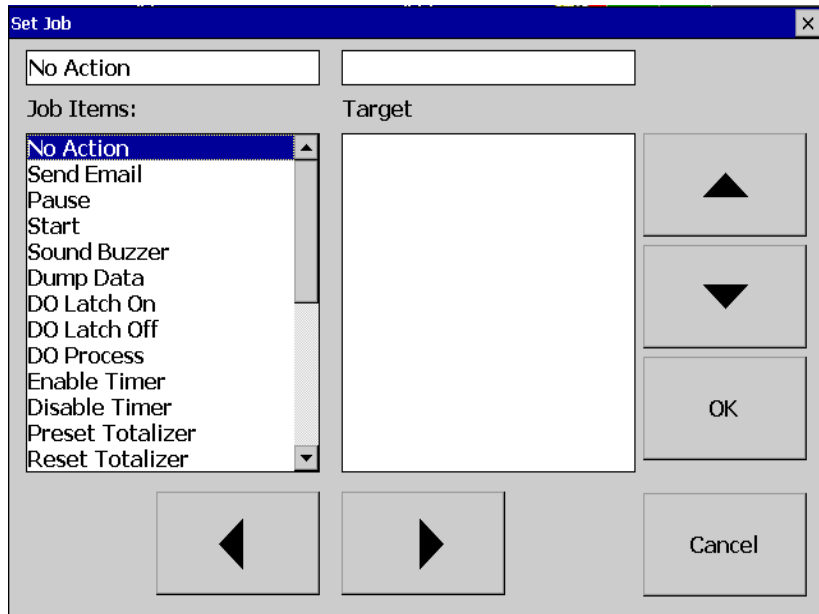 Set Job
No Action
Job Items:
Target
No Action
Send Email
Pause
Start
Sound Buzzer
Dump Data
DO Latch On
DO Latch Off
DO Process
Enable Timer
Disable Timer
Preset Totalizer
Reset Totalizer
OK
Cancel